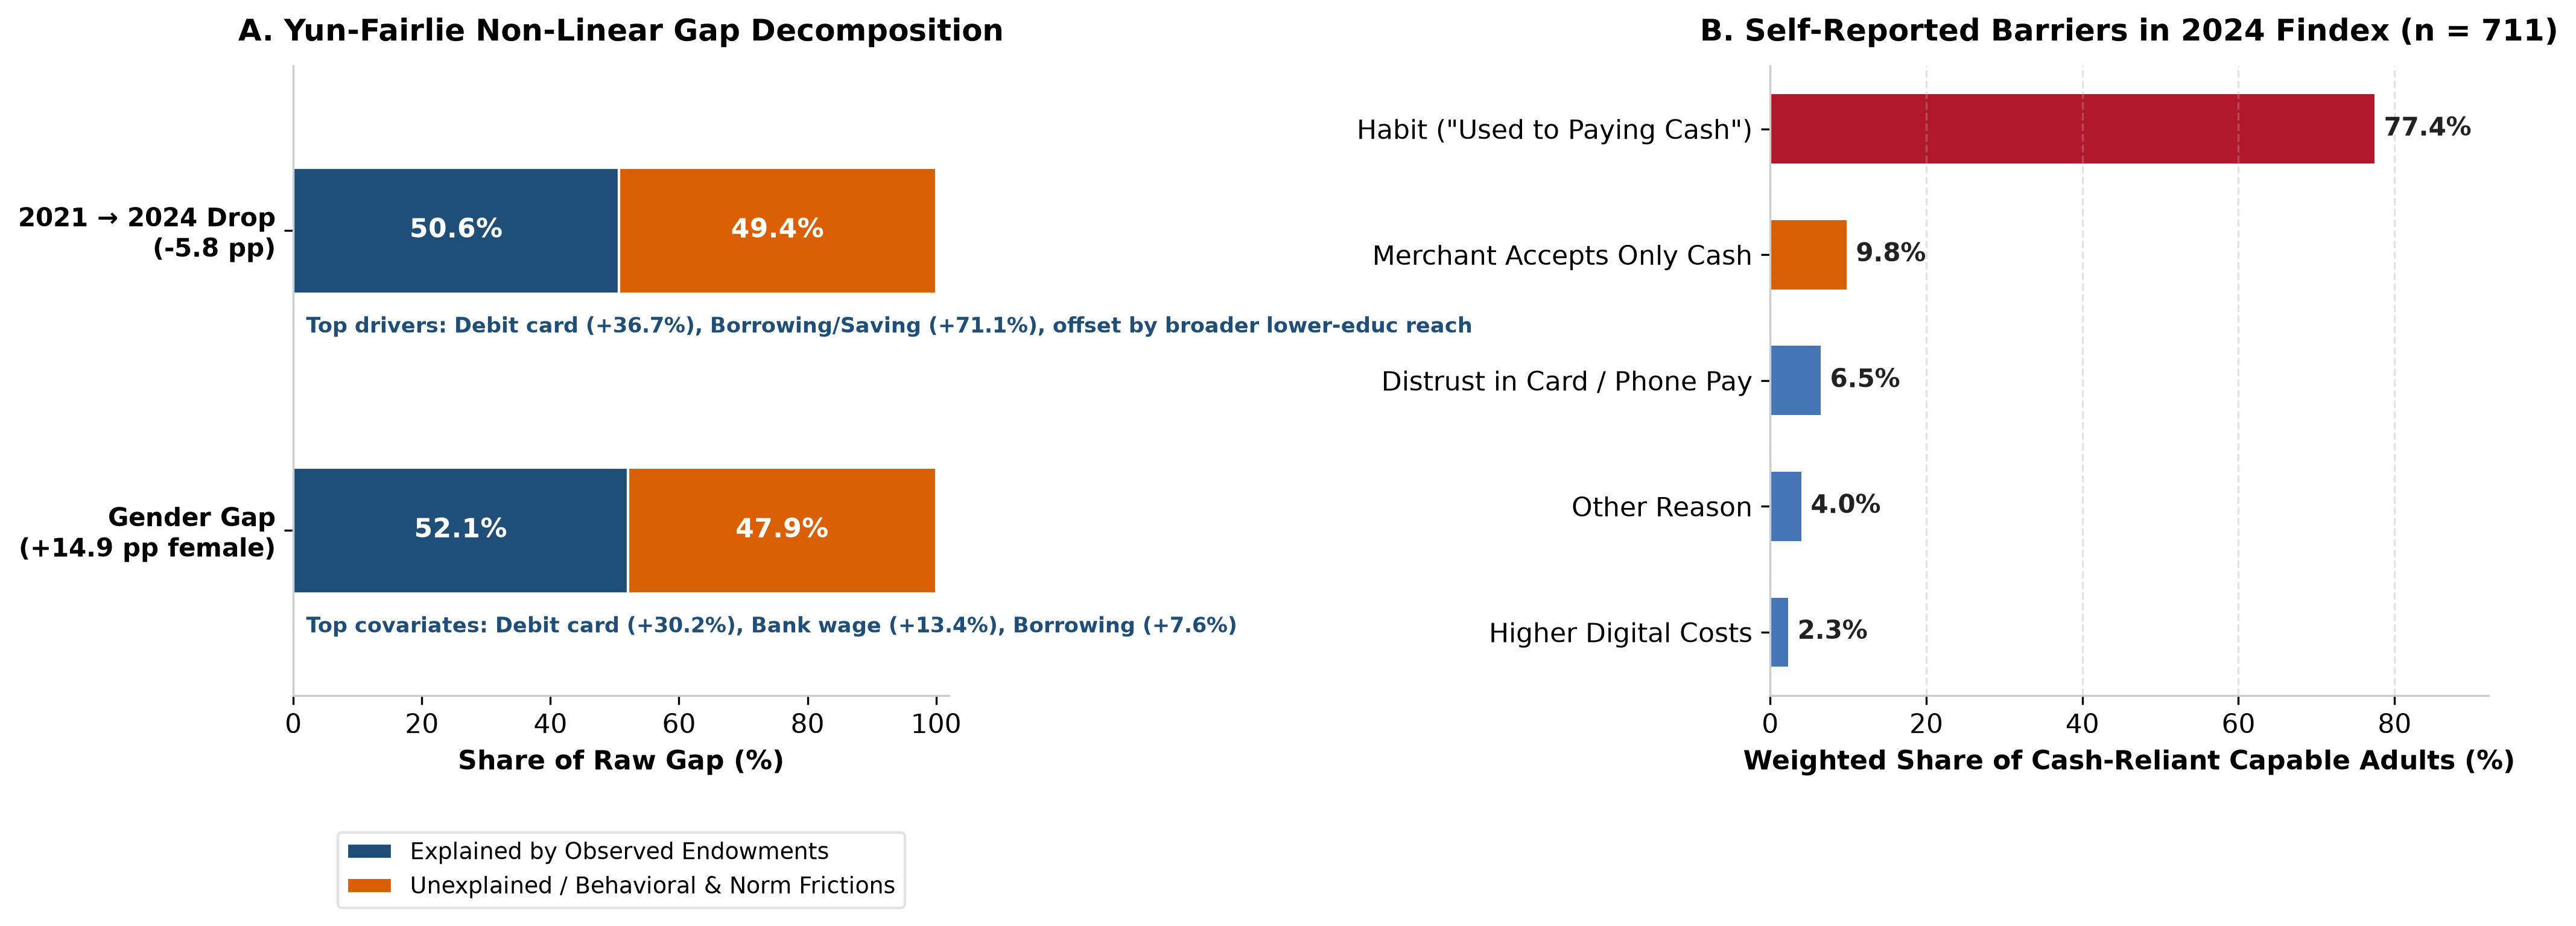 A. Yun-Fairlie Non-Linear Gap Decomposition
2021 → 2024 Drop
(-5.8 pp)
50.6%
49.4%
Top drivers: Debit card (+36.7%), Borrowing/Saving (+71.1%), offset by broader lower-educ reach
Gender Gap
(+14.9 pp female)
52.1%
47.9%
Top covariates: Debit card (+30.2%), Bank wage (+13.4%), Borrowing (+7.6%)
0 20 40 60 80 100
Share of Raw Gap (%)
Explained by Observed Endowments
Unexplained / Behavioral & Norm Frictions
B. Self-Reported Barriers in 2024 Findex (n = 711)
Habit ("Used to Paying Cash")
77.4%
Merchant Accepts Only Cash
9.8%
Distrust in Card / Phone Pay
6.5%
Other Reason
4.0%
Higher Digital Costs
2.3%
0 20 40 60 80
Weighted Share of Cash-Reliant Capable Adults (%)